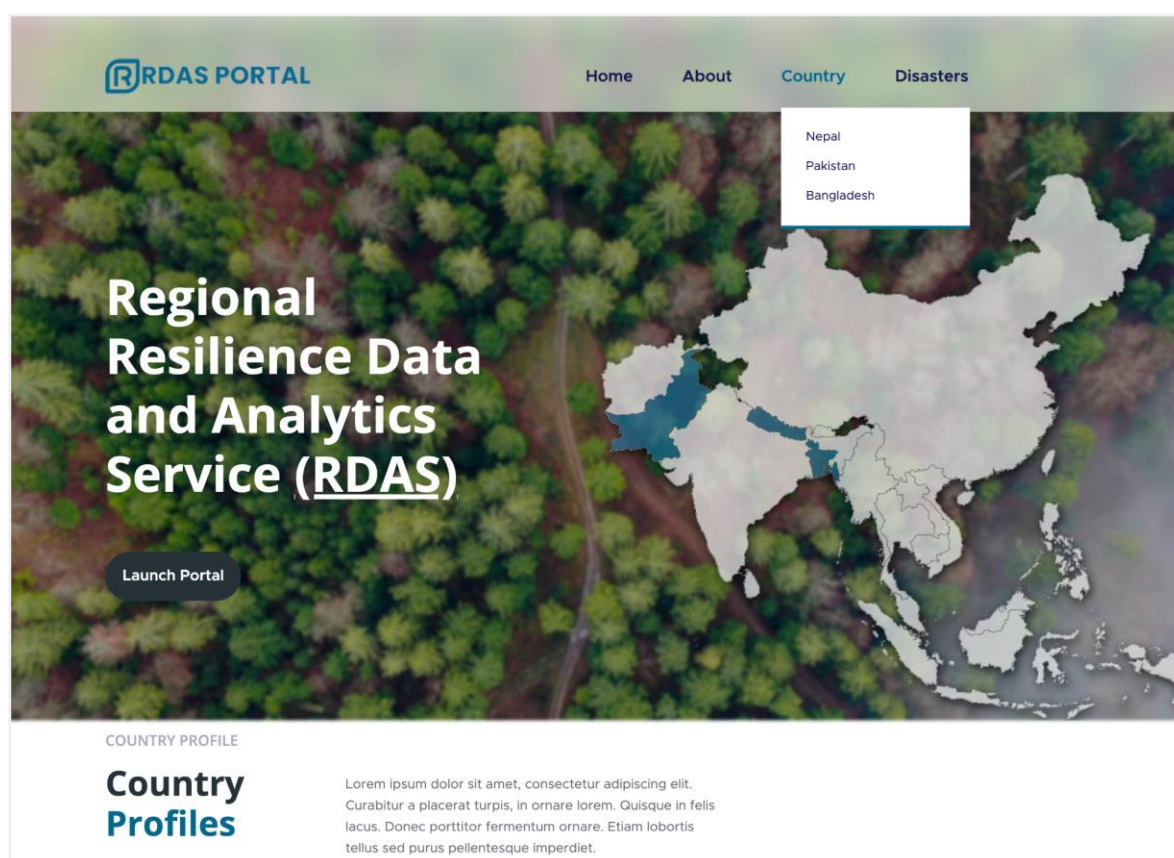 RDAS PORTAL
Home About Country Disasters
Nepal
Pakistan
Bangladesh
Regional
Resilience Data
and Analytics
Service (RDAS)
Launch Portal
COUNTRY PROFILE
Country
Profiles
Lorem ipsum dolor sit amet, consectetur adipiscing elit.
Curabitur a placerat turpis, in ornare lorem. Quisque in felis
lacus. Donec porttitor fermentum ornare. Etiam lobortis
tellus sed purus pellentesque imperdiet.